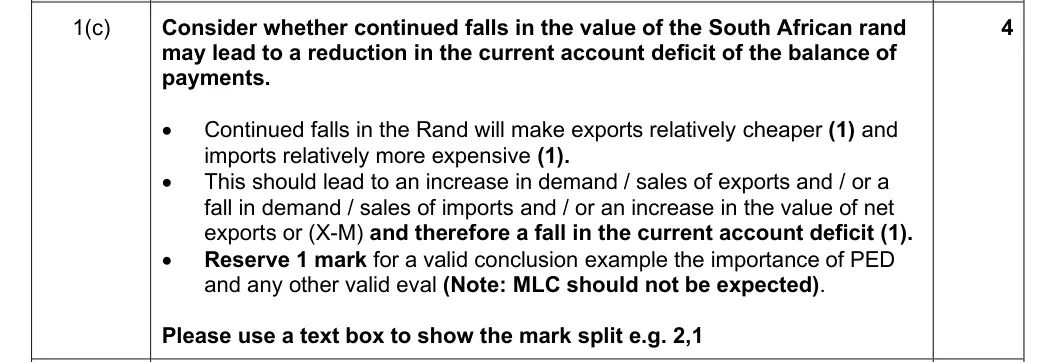 1(c)
Consider whether continued falls in the value of the South African rand
may lead to a reduction in the current account deficit of the balance of
payments.
4
• Continued falls in the Rand will make exports relatively cheaper (1) and
imports relatively more expensive (1).
• This should lead to an increase in demand / sales of exports and / or a
fall in demand / sales of imports and / or an increase in the value of net
exports or (X-M) and therefore a fall in the current account deficit (1).
• Reserve 1 mark for a valid conclusion example the importance of PED
and any other valid eval (Note: MLC should not be expected).
Please use a text box to show the mark split e.g. 2,1